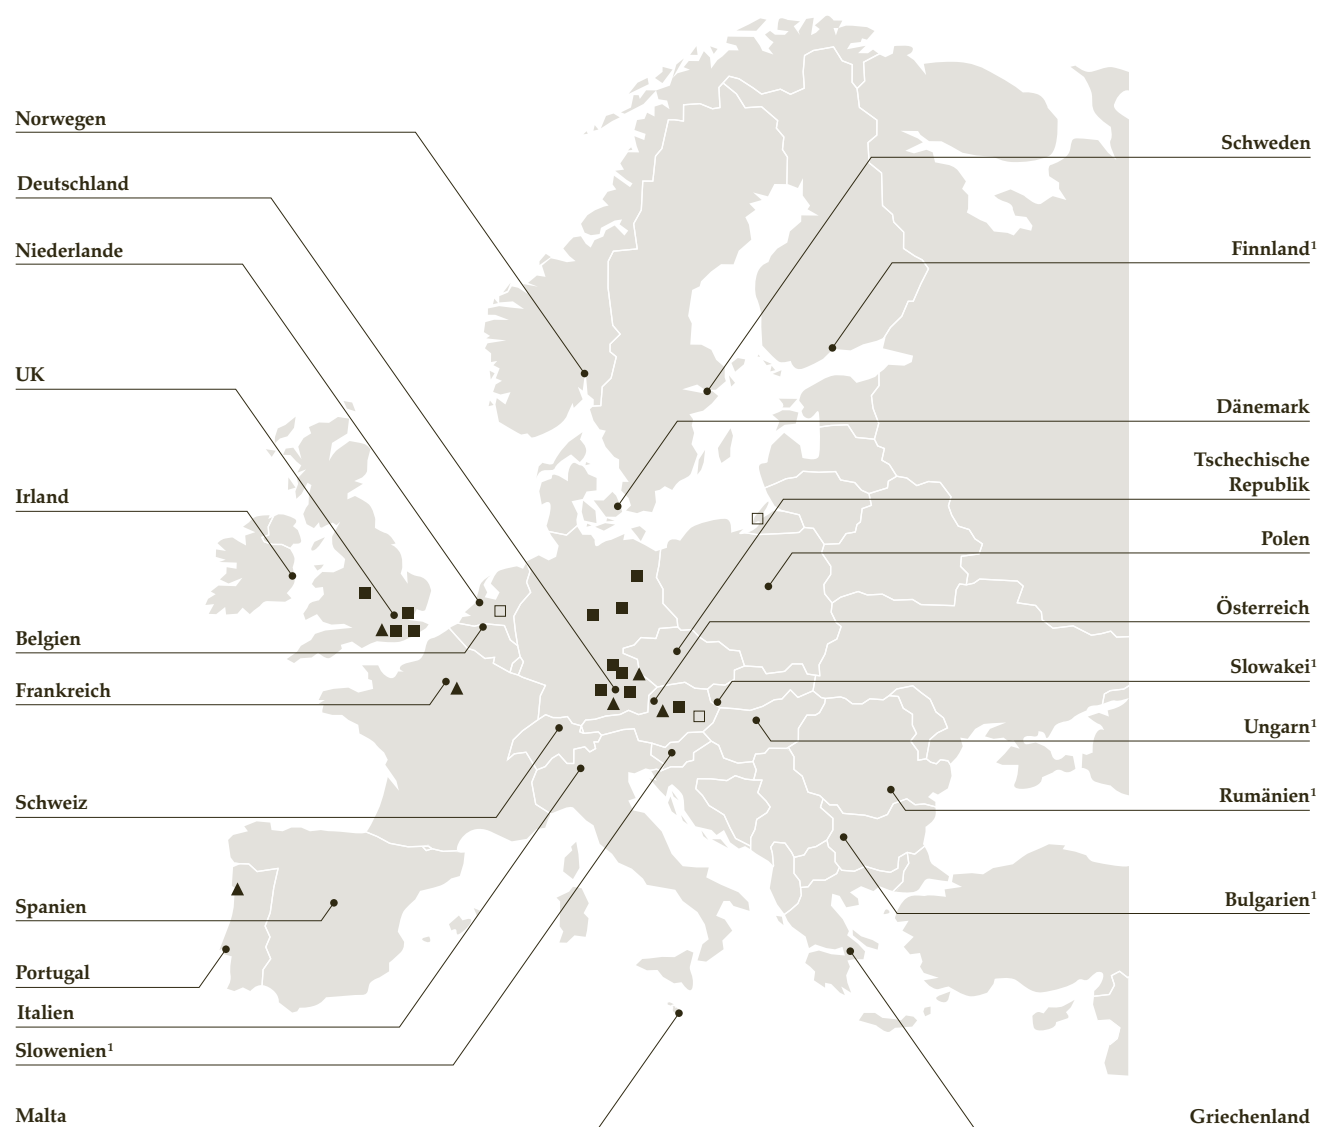 Norwegen
Deutschland
Niederlande
UK
Irland
Belgien
Frankreich
Schweiz
Spanien
Portugal
Italien
Slowenien¹
Malta
Schweden
Finnland¹
Dänemark
Tschechische
Republik
Polen
Österreich
Slowakei¹
Ungarn¹
Rumänien¹
Bulgarien¹
Griechenland